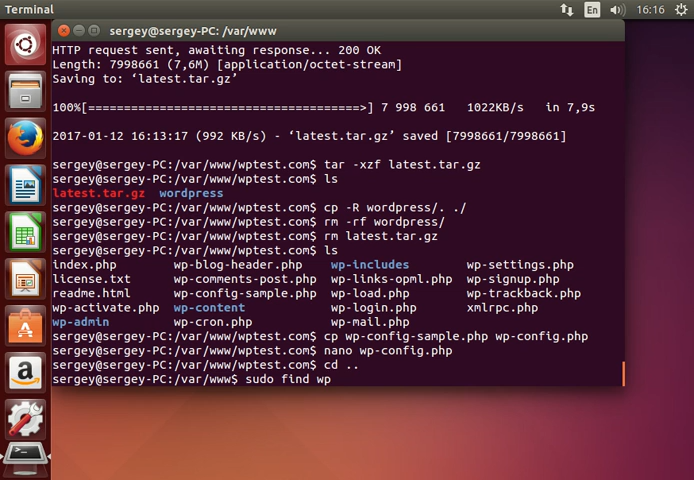 Terminal
En
16:16
sergey@sergey-PC: /var/www
HTTP request sent, awaiting response... 200 OK
Length: 7998661 (7,6M) [application/octet-stream]
Saving to: ‘latest.tar.gz’
100%[======================================>] 7 998 661   1022KB/s   in 7,9s
2017-01-12 16:13:17 (992 KB/s) - ‘latest.tar.gz’ saved [7998661/7998661]
sergey@sergey-PC:/var/www/wptest.com$ tar -xzf latest.tar.gz
sergey@sergey-PC:/var/www/wptest.com$ ls
latest.tar.gz  wordpress
sergey@sergey-PC:/var/www/wptest.com$ cp -R wordpress/. ./
sergey@sergey-PC:/var/www/wptest.com$ rm -rf wordpress/
sergey@sergey-PC:/var/www/wptest.com$ rm latest.tar.gz
sergey@sergey-PC:/var/www/wptest.com$ ls
index.php        wp-blog-header.php    wp-includes        wp-settings.php
license.txt      wp-comments-post.php  wp-links-opml.php  wp-signup.php
readme.html      wp-config-sample.php  wp-load.php        wp-trackback.php
wp-activate.php  wp-content            wp-login.php       xmlrpc.php
wp-admin         wp-cron.php           wp-mail.php
sergey@sergey-PC:/var/www/wptest.com$ cp wp-config-sample.php wp-config.php
sergey@sergey-PC:/var/www/wptest.com$ nano wp-config.php
sergey@sergey-PC:/var/www/wptest.com$ cd ..
sergey@sergey-PC:/var/www$ sudo find wp